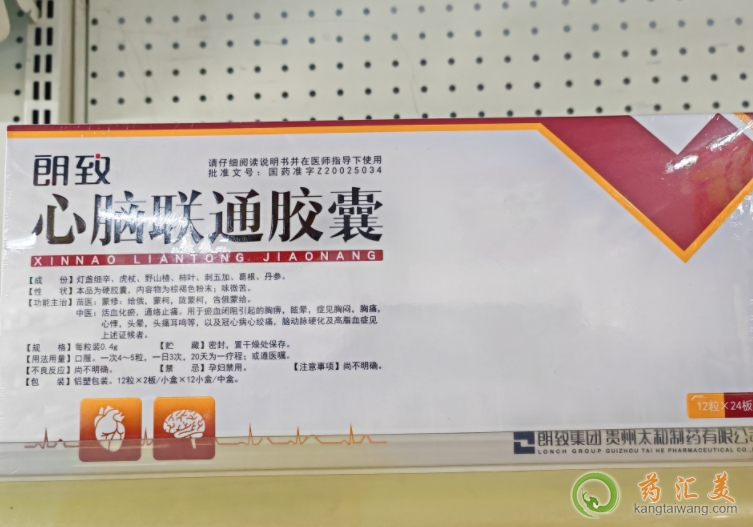 朗致
请仔细阅读说明书并在医师指导下使用
批准文号：国药准字Z20025034
心脑联通胶囊
XINNAO LIANTONG JIAONANG
【成 份】灯盏细辛、虎杖、野山楂、柿叶、刺五加、葛根、丹参。
【性 状】本品为硬胶囊，内容物为棕褐色粉末；味微苦。
【功能主治】苗医：蒙修：给俄，蒙柯，陇蒙柯，告俄蒙给。
中医：活血化瘀，通络止痛。用于瘀血闭阻引起的胸痹，眩晕，症见胸闷，胸痛，
心悸，头晕，头痛耳鸣等，以及冠心病心绞痛，脑动脉硬化及高脂血症见
上述证候者。
【规 格】每粒装0.4g 【贮 藏】密封，置干燥处保存。
【用法用量】口服。一次4～5粒，一日3次，20天为一疗程；或遵医嘱。
【不良反应】尚不明确。 【禁 忌】孕妇禁用。 【注意事项】尚不明确。
【包 装】铝塑包装。12粒×2板/小盒×12小盒/中盒。
12粒×24板
朗致集团 贵州太和制药有限公司
LONCH GROUP GUIZHOU TAI HE PHARMACEUTICAL CO.,
药汇美
kangtaiwang.com